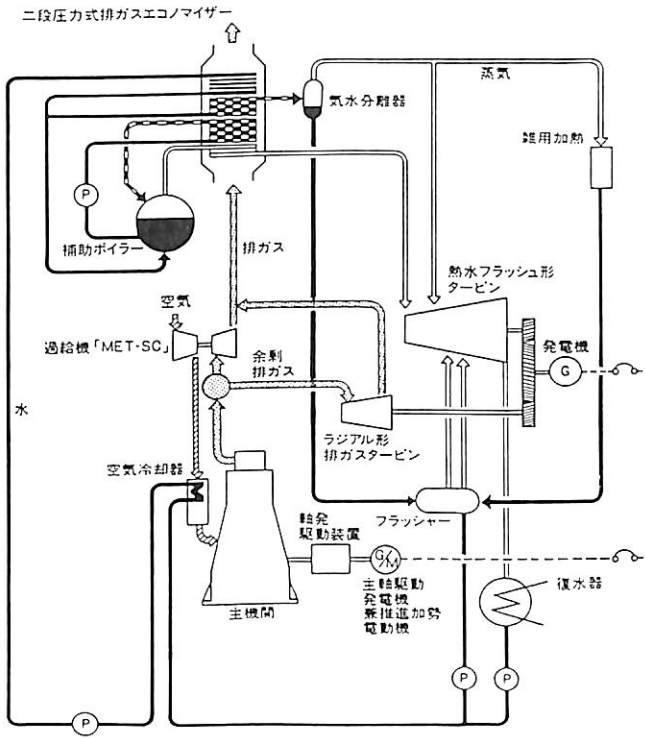 二段圧力式排ガスエコノマイザー
蒸気
気水分離器
雑用加熱
P
補助ボイラー
排ガス
熱水フラッシュ形
タービン
空気
過給機「MET-SC」
余剰
排ガス
発電機
G
水
ラジアル形
排ガスタービン
空気冷却器
フラッシャー
軸発
駆動装置
G/M
主機関
主軸駆動
発電機
兼推進加勢
電動機
復水器
P
P
P